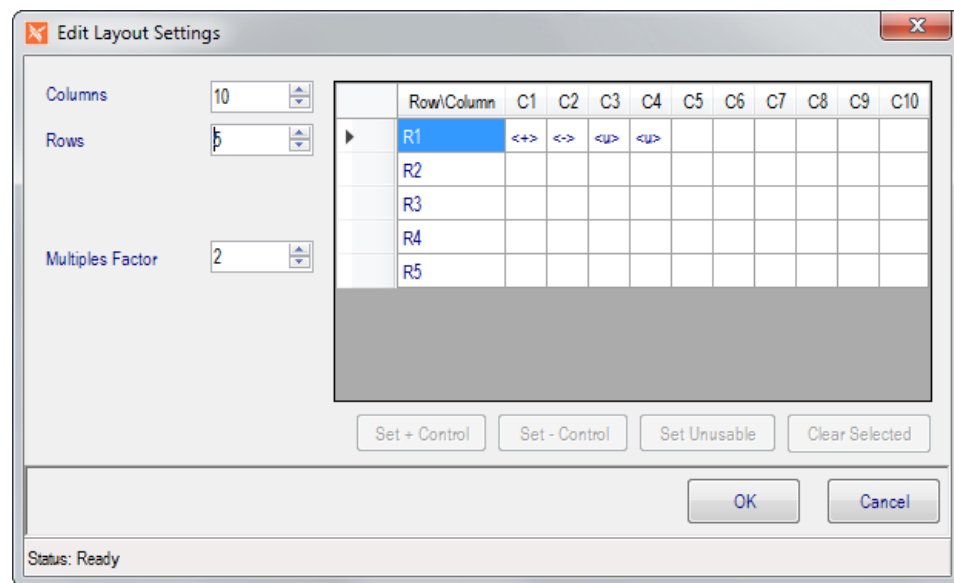 Edit Layout Settings
Columns 10
Rows 5
Multiples Factor 2
Row\Column C1 C2 C3 C4 C5 C6 C7 C8 C9 C10
R1 <+> <-> <u> <u>
R2
R3
R4
R5
Set + Control Set - Control Set Unusable Clear Selected
OK Cancel
Status: Ready